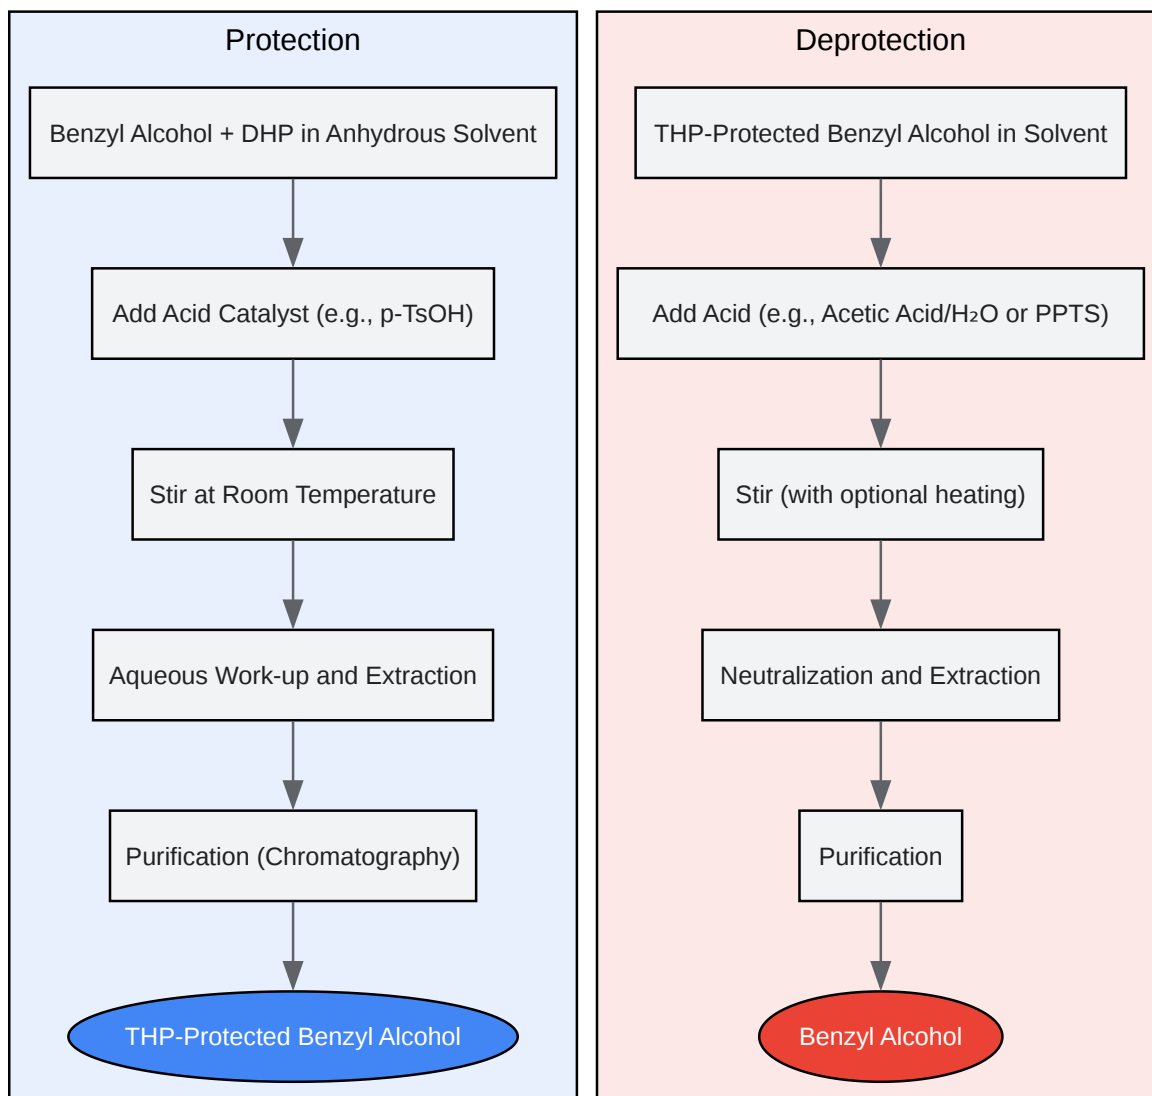 Protection
Benzyl Alcohol + DHP in Anhydrous Solvent
Add Acid Catalyst (e.g., p-TsOH)
Stir at Room Temperature
Aqueous Work-up and Extraction
Purification (Chromatography)
THP-Protected Benzyl Alcohol
Deprotection
THP-Protected Benzyl Alcohol in Solvent
Add Acid (e.g., Acetic Acid/H₂O or PPTS)
Stir (with optional heating)
Neutralization and Extraction
Purification
Benzyl Alcohol